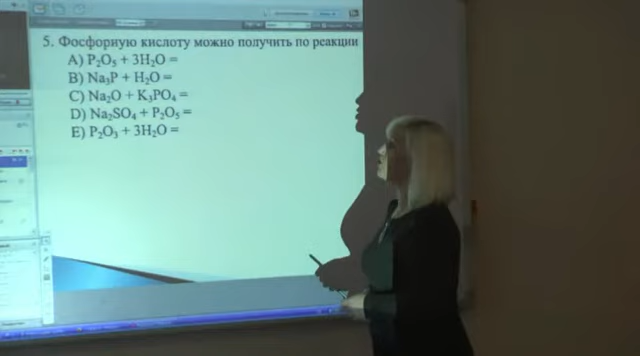 5. Фосфорную кислоту можно получить по реакции
A) P₂O₅ + 3H₂O =
B) Na₃P + H₂O =
C) Na₂O + K₃PO₄ =
D) Na₂SO₄ + P₂O₅ =
E) P₂O₃ + 3H₂O =